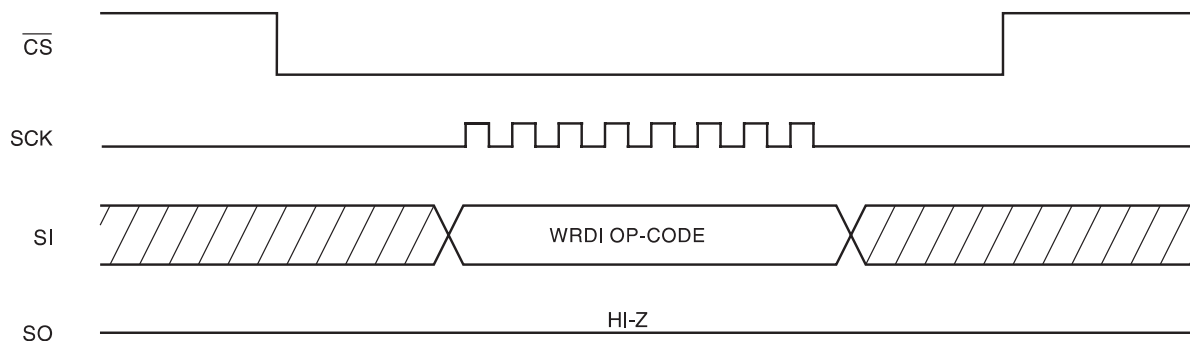 CS
SCK
SI
WRDI OP-CODE
HI-Z
SO